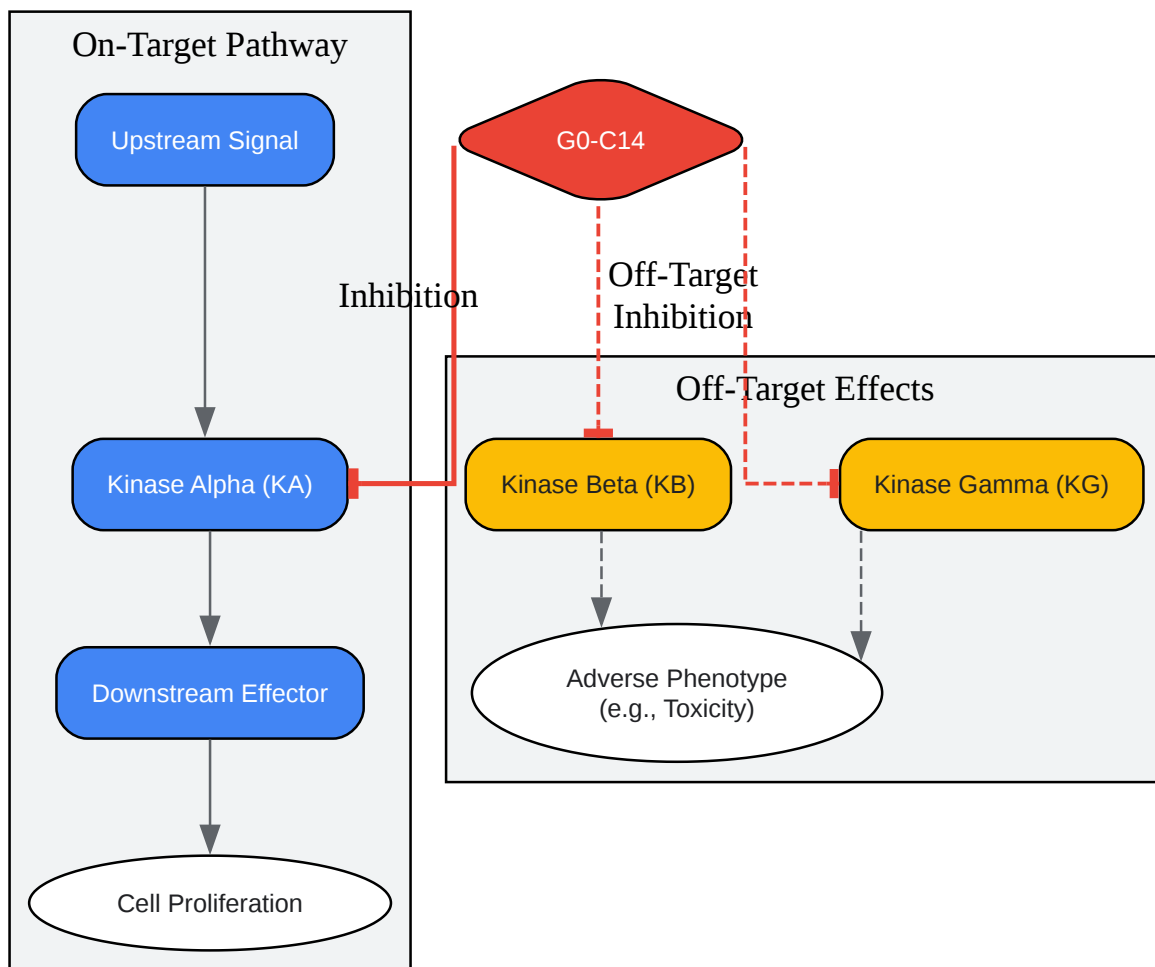 On-Target Pathway
Upstream Signal
G0-C14
Inhibition
Off-Target
Inhibition
Off-Target Effects
Kinase Alpha (KA)
Kinase Beta (KB)
Kinase Gamma (KG)
Downstream Effector
Adverse Phenotype
(e.g., Toxicity)
Cell Proliferation